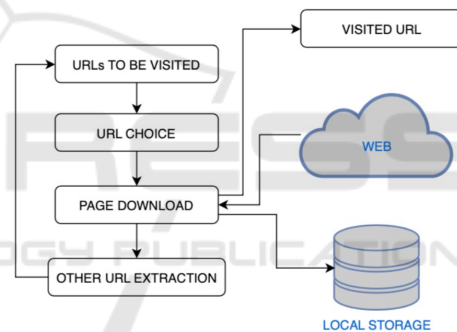 VISITED URL
URLs TO BE VISITED
URL CHOICE
WEB
PAGE DOWNLOAD
OTHER URL EXTRACTION
LOCAL STORAGE